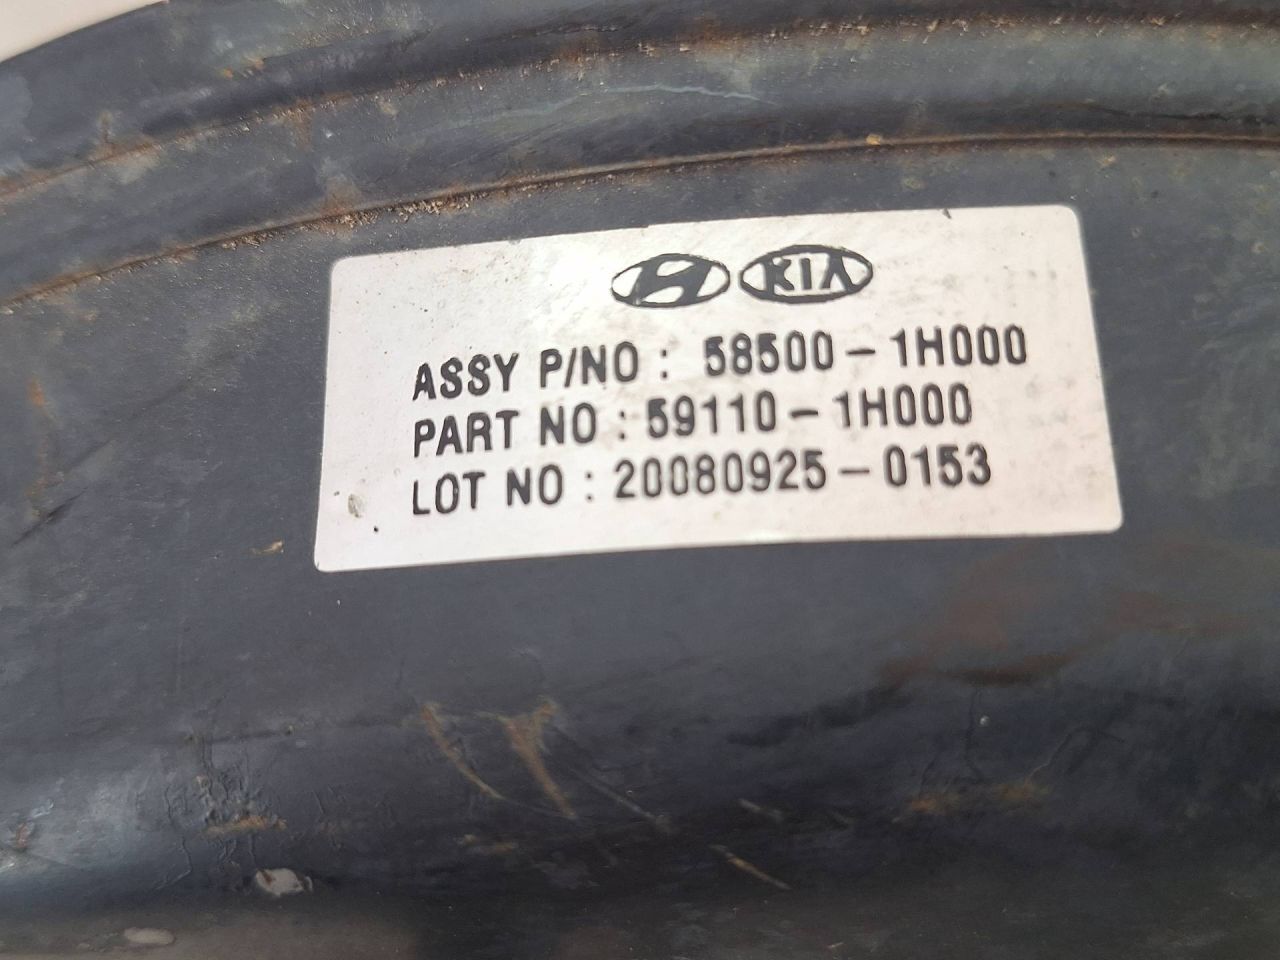 KIA
ASSY P/NO : 58500-1H000
PART NO : 59110-1H000
LOT NO : 20080925-0153